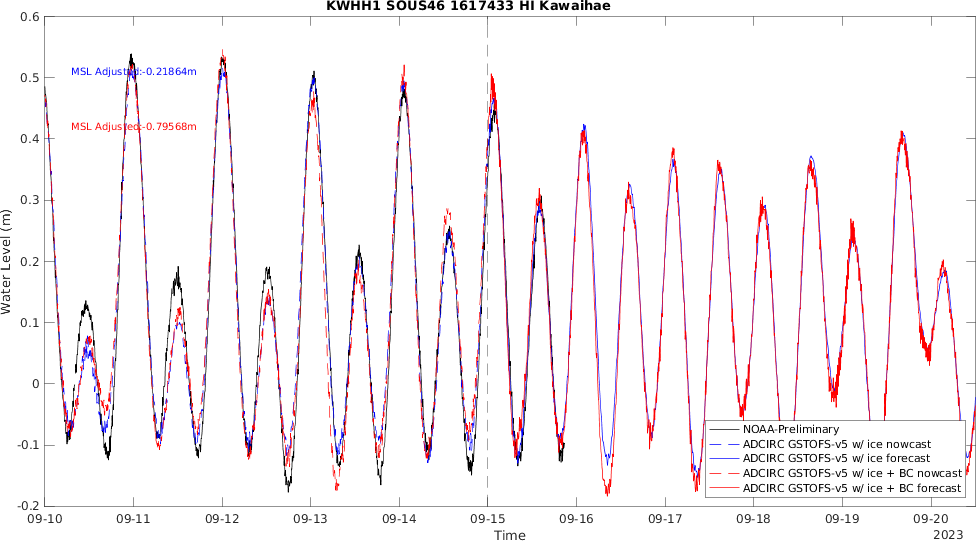 KWHH1 SOUS46 1617433 HI Kawaihae
0.6
0.5
0.4
0.3
0.2
0.1
0
-0.1
-0.2
Water Level (m)
MSL Adjusted:-0.21864m
MSL Adjusted:-0.79568m
NOAA-Preliminary
ADCIRC GSTOFS-v5 w/ ice nowcast
ADCIRC GSTOFS-v5 w/ ice forecast
ADCIRC GSTOFS-v5 w/ ice + BC nowcast
ADCIRC GSTOFS-v5 w/ ice + BC forecast
09-10 09-11 09-12 09-13 09-14 09-15 09-16 09-17 09-18 09-19 09-20
Time
2023